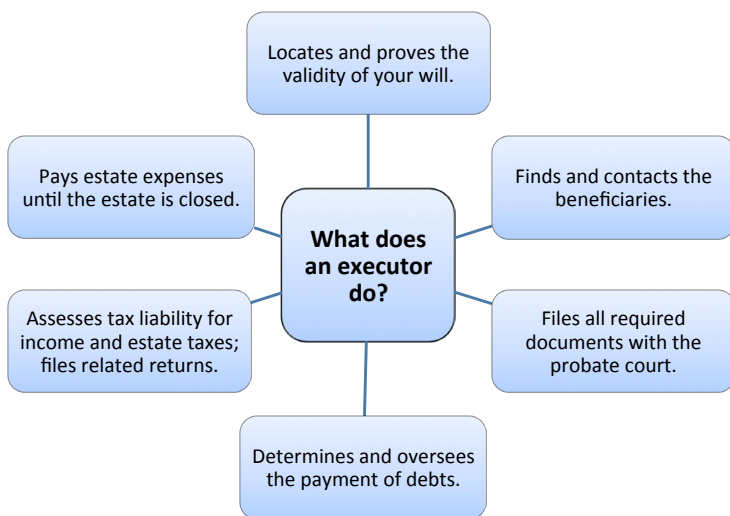 Locates and proves the
validity of your will.
Pays estate expenses
until the estate is closed.
Finds and contacts the
beneficiaries.
What does
an executor
do?
Assesses tax liability for
income and estate taxes;
files related returns.
Files all required
documents with the
probate court.
Determines and oversees
the payment of debts.